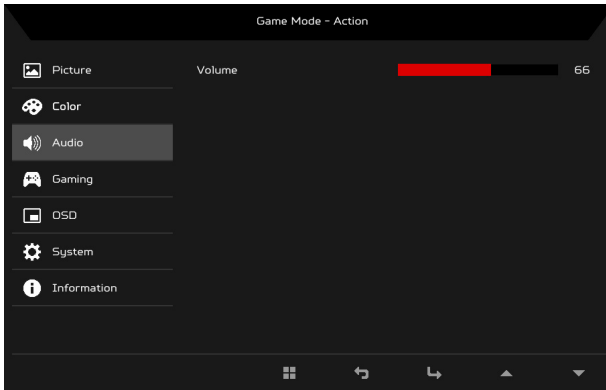 Game Mode - Action
Picture
Volume 66
Color
Audio
Gaming
OSD
System
Information